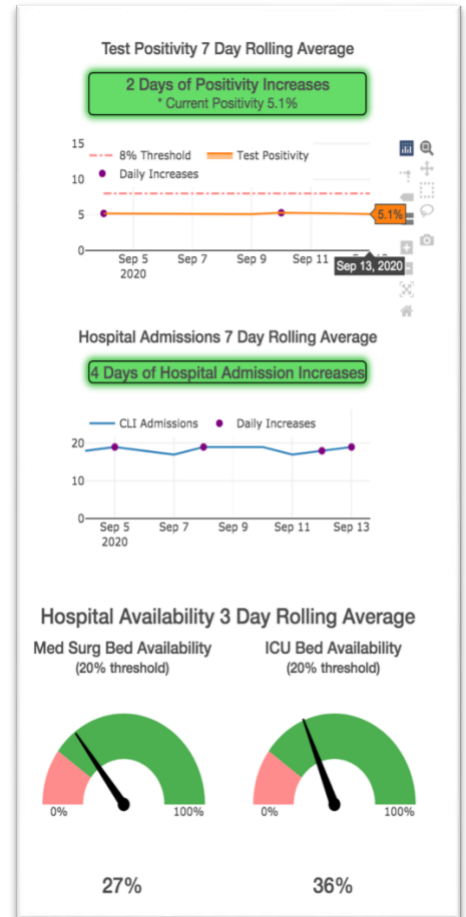 Test Positivity 7 Day Rolling Average
2 Days of Positivity Increases
* Current Positivity 5.1%
15
8% Threshold
Test Positivity
Daily Increases
10
5
5.1%
0
Sep 5
2020
Sep 7
Sep 9
Sep 11
Sep 13, 2020
Hospital Admissions 7 Day Rolling Average
4 Days of Hospital Admission Increases
CLI Admissions
Daily Increases
20
10
0
Sep 5
2020
Sep 7
Sep 9
Sep 11
Sep 13
Hospital Availability 3 Day Rolling Average
Med Surg Bed Availability
(20% threshold)
ICU Bed Availability
(20% threshold)
0%
100%
0%
100%
27%
36%